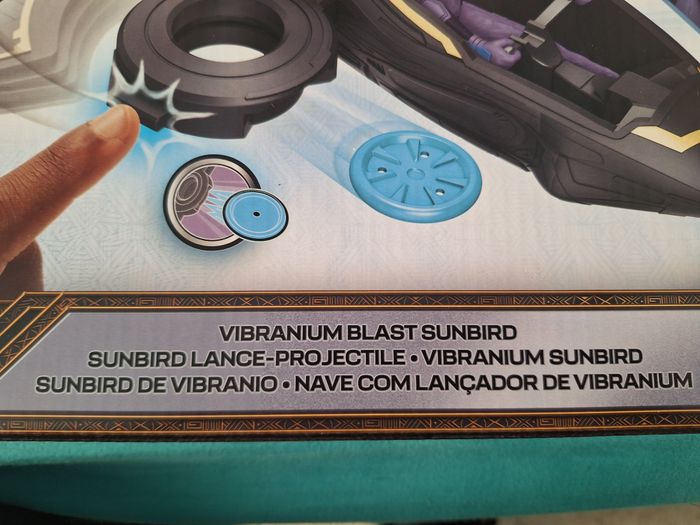 VIBRANIUM BLAST SUNBIRD
SUNBIRD LANCE-PROJECTILE • VIBRANIUM SUNBIRD
SUNBIRD DE VIBRANIO • NAVE COM LANÇADOR DE VIBRANIUM